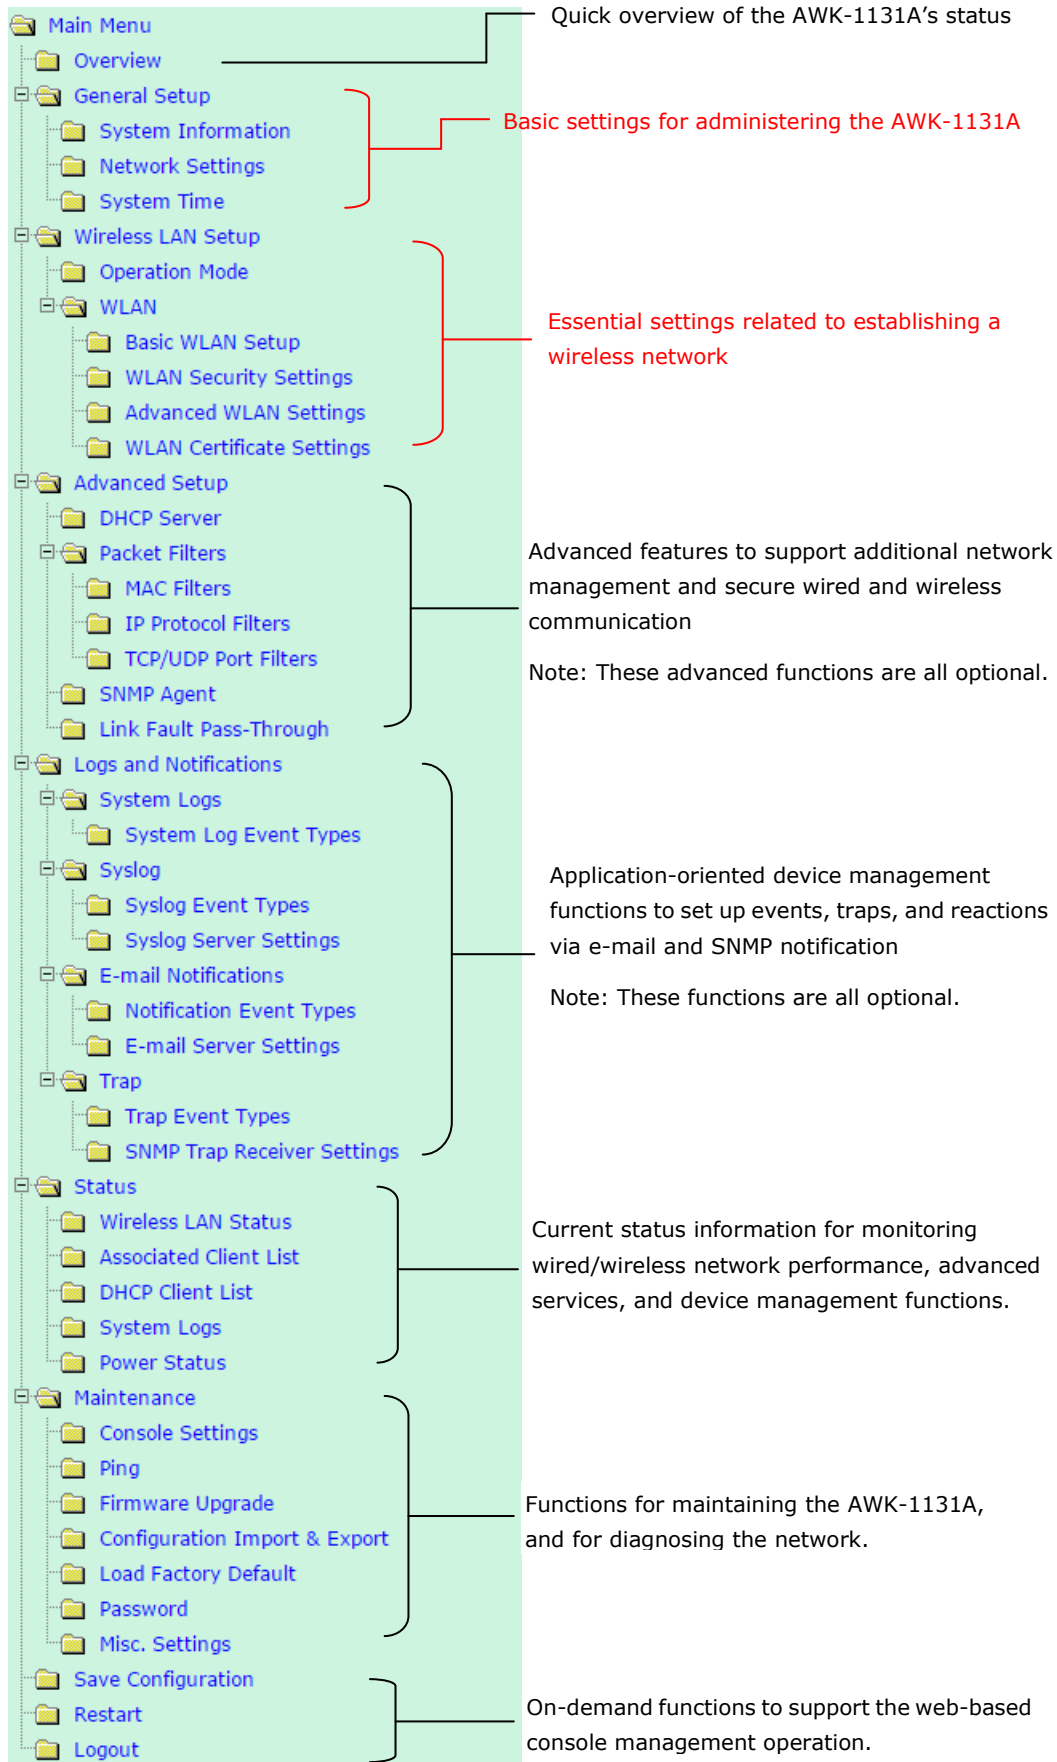 Main Menu
Quick overview of the AWK-1131A’s status
Overview
General Setup
System Information
Basic settings for administering the AWK-1131A
Network Settings
System Time
Wireless LAN Setup
Operation Mode
WLAN
Essential settings related to establishing a
wireless network
Basic WLAN Setup
WLAN Security Settings
Advanced WLAN Settings
WLAN Certificate Settings
Advanced Setup
DHCP Server
Packet Filters
MAC Filters
IP Protocol Filters
TCP/UDP Port Filters
SNMP Agent
Link Fault Pass-Through
Advanced features to support additional network
management and secure wired and wireless
communication
Note: These advanced functions are all optional.
Logs and Notifications
System Logs
System Log Event Types
Syslog
Syslog Event Types
Syslog Server Settings
E-mail Notifications
Notification Event Types
E-mail Server Settings
Trap
Trap Event Types
SNMP Trap Receiver Settings
Application-oriented device management
functions to set up events, traps, and reactions
via e-mail and SNMP notification
Note: These functions are all optional.
Status
Wireless LAN Status
Associated Client List
DHCP Client List
System Logs
Power Status
Current status information for monitoring
wired/wireless network performance, advanced
services, and device management functions.
Maintenance
Console Settings
Ping
Firmware Upgrade
Configuration Import & Export
Load Factory Default
Password
Misc. Settings
Functions for maintaining the AWK-1131A,
and for diagnosing the network.
Save Configuration
Restart
Logout
On-demand functions to support the web-based
console management operation.